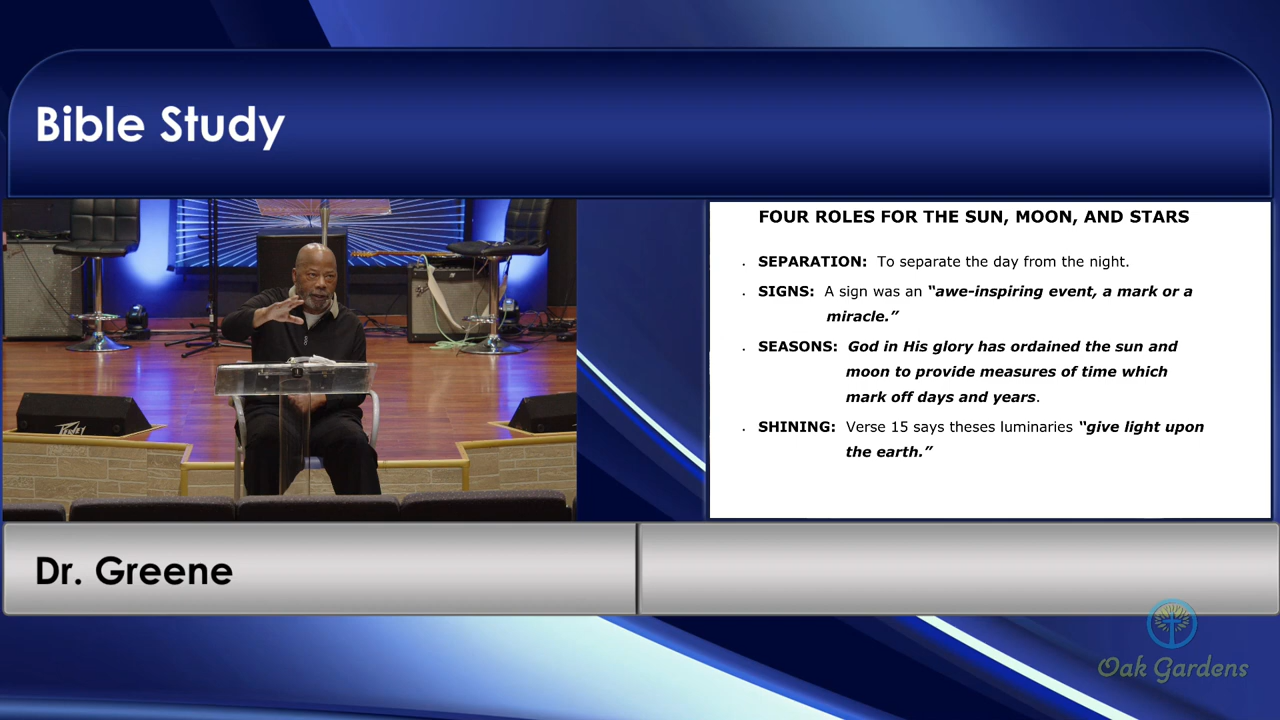 Bible Study
FOUR ROLES FOR THE SUN, MOON, AND STARS
. SEPARATION: To separate the day from the night.
. SIGNS: A sign was an “awe-inspiring event, a mark or a
miracle.”
. SEASONS: God in His glory has ordained the sun and
moon to provide measures of time which
mark off days and years.
. SHINING: Verse 15 says theses luminaries “give light upon
the earth.”
PEAVEY
Dr. Greene
Oak Gardens